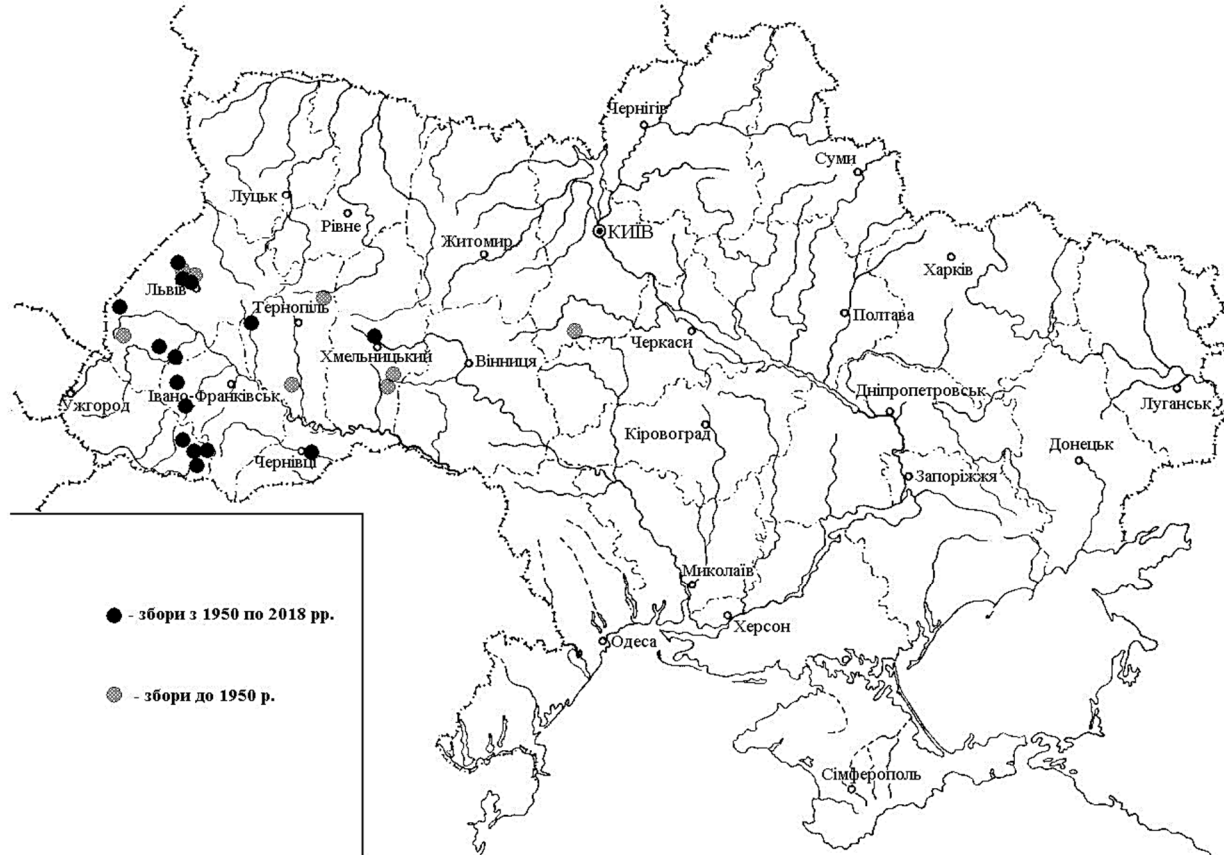 Чернігів
Суми
Луцьк
Рівне
КИЇВ
Житомир
Харків
Львів
Тернопіль
Полтава
Черкаси
Хмельницький
Вінниця
Ужгород
Івано-Франківськ
Дніпропетровськ
Луганськ
Кіровоград
Донецьк
Чернівці
Запоріжжя
Миколаїв
Херсон
Одеса
- збори з 1950 по 2018 рр.
- збори до 1950 р.
Сімферополь